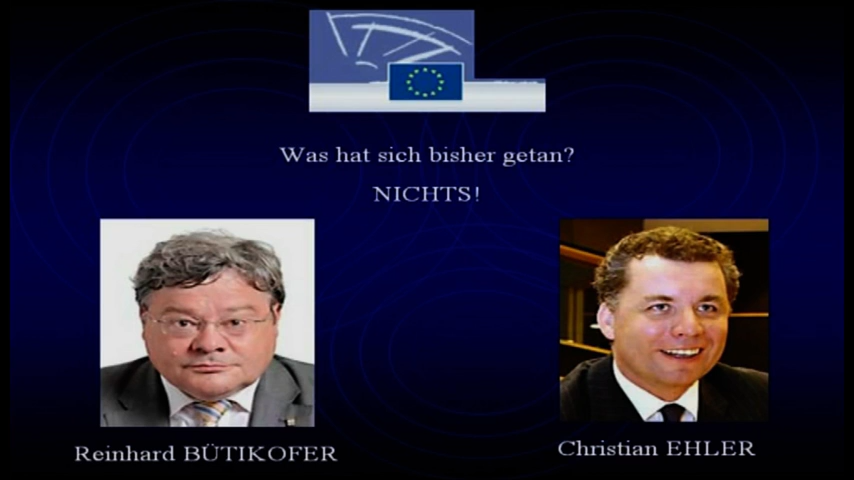 Was hat sich bisher getan?
NICHTS!
Reinhard BÜTIKOFER
Christian EHLER